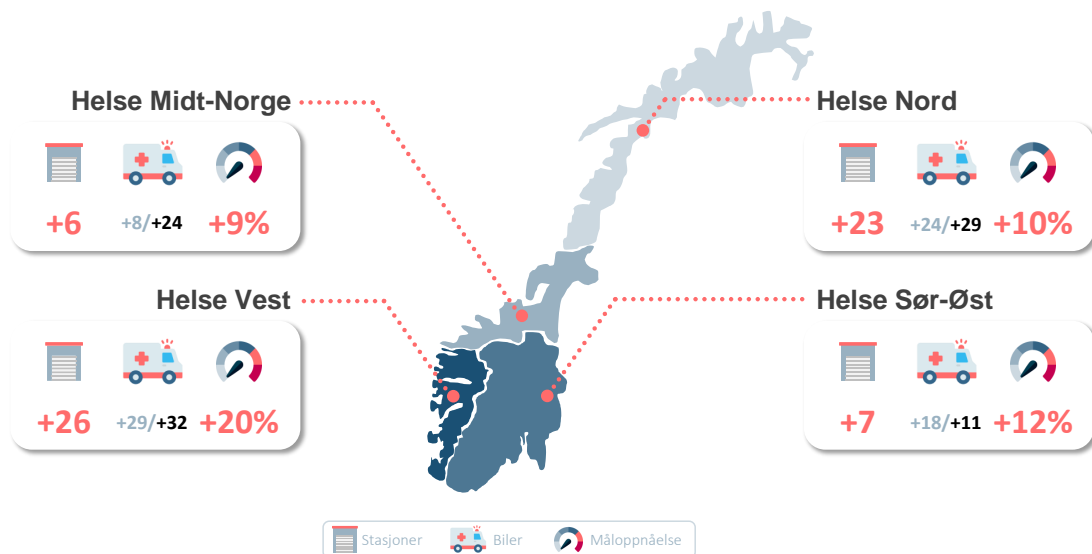 Helse Midt-Norge
+6 +8/+24 +9%
Helse Nord
+23 +24/+29 +10%
Helse Vest
+26 +29/+32 +20%
Helse Sør-Øst
+7 +18/+11 +12%
Stasjoner Biler Måloppnåelse